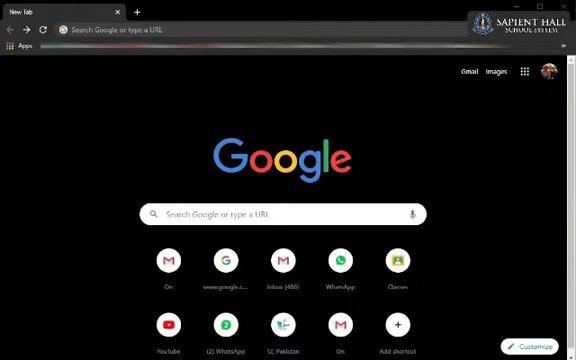 New Tab
Search Google or type a URL
SAPIENT HALL
SCHOOL SYSTEM
Apps
Gmail Images
Google
Search Google or type a URL
On www.google.c... Inbox (486) WhatsApp Classes
YouTube (2) WhatsApp 12, Pakistan On Add shortcut
Customize